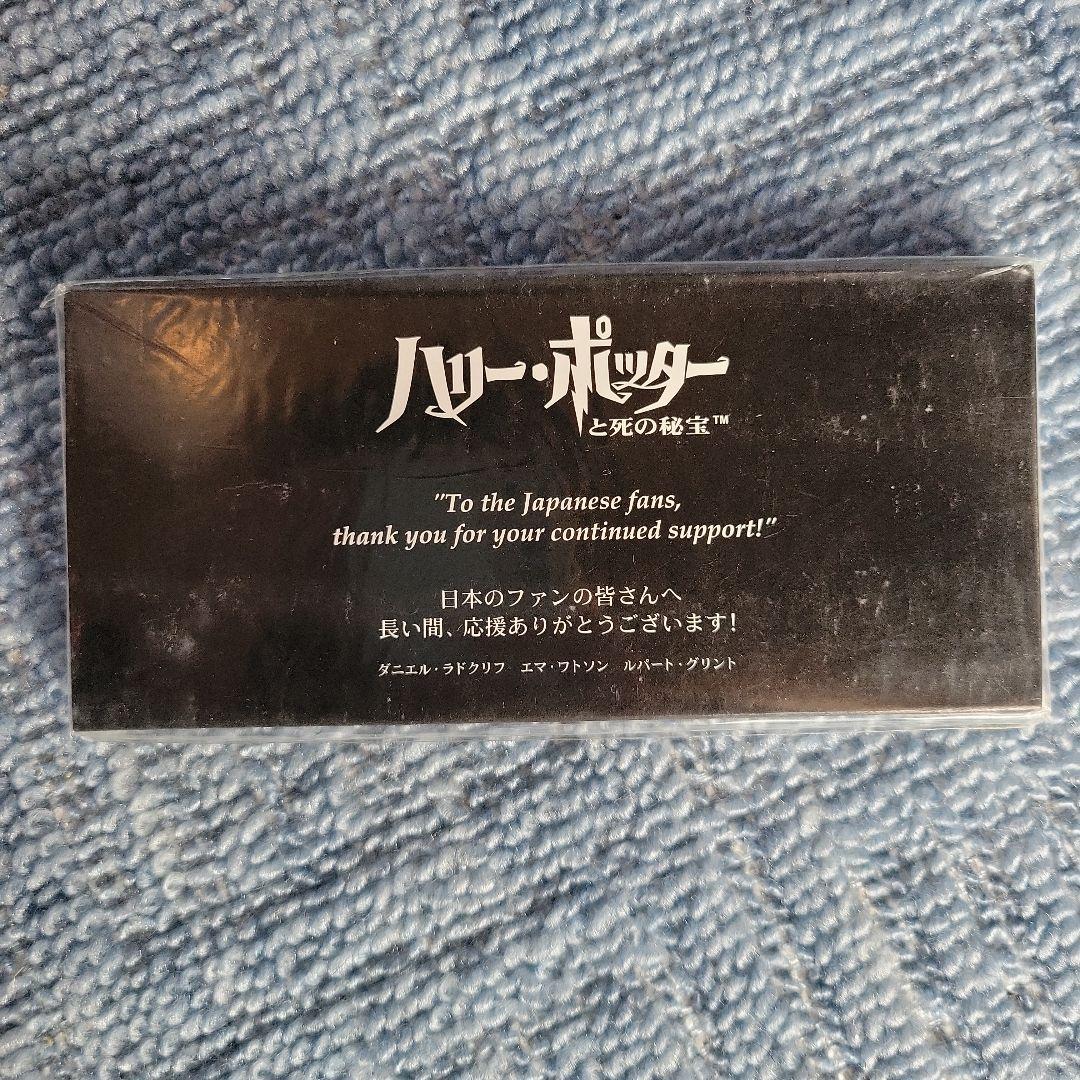 ハリー・ポッター
と死の秘宝™
"To the Japanese fans,
thank you for your continued support!"
日本のファンの皆さんへ
長い間、応援ありがとうございます!
ダニエル・ラドクリフ　エマ・ワトソン　ルパート・グリント